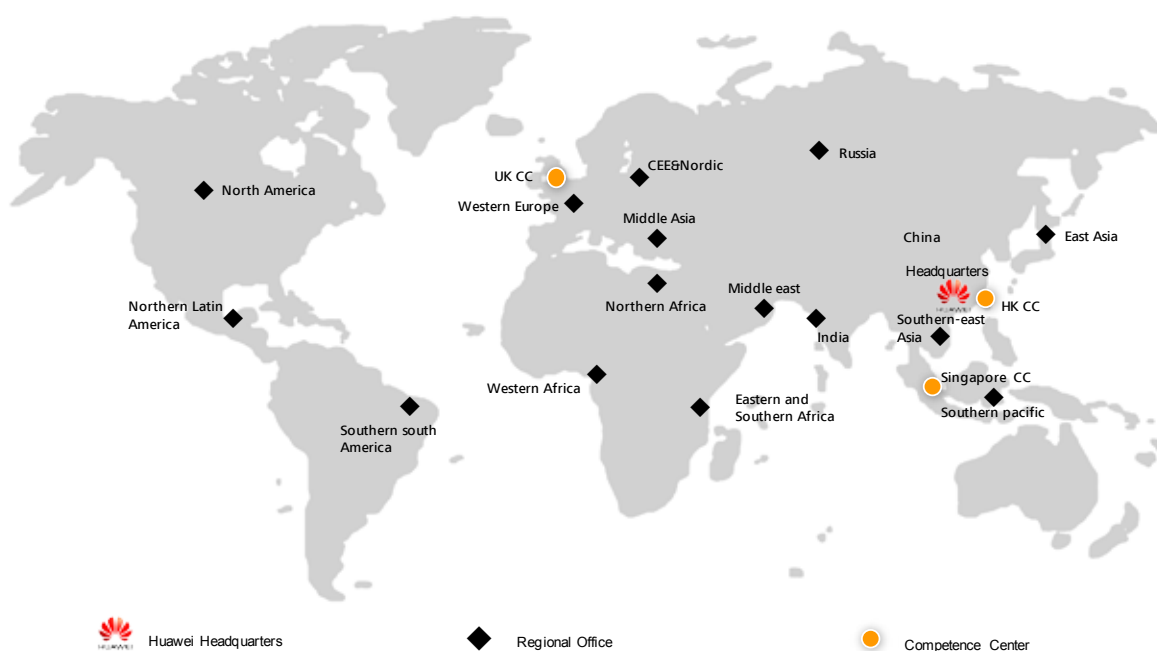 Russia
CEE&Nordic
UK CC
North America
Western Europe
Middle Asia
China
East Asia
Headquarters
Middle east
Northern Africa
HUAWEI
HK CC
Northern Latin
America
Southern-east
Asia
India
Singapore CC
Western Africa
Eastern and
Southern Africa
Southern pacific
Southern south
America
HUAWEI
Huawei Headquarters
Regional Office
Competence Center